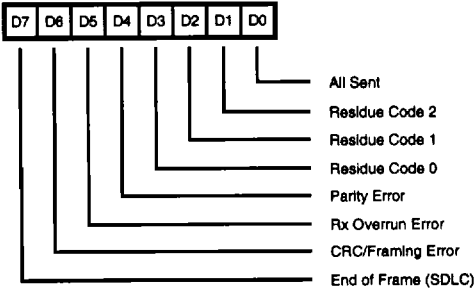 D7 D6 D5 D4 D3 D2 D1 D0
All Sent
Residue Code 2
Residue Code 1
Residue Code 0
Parity Error
Rx Overrun Error
CRC/Framing Error
End of Frame (SDLC)